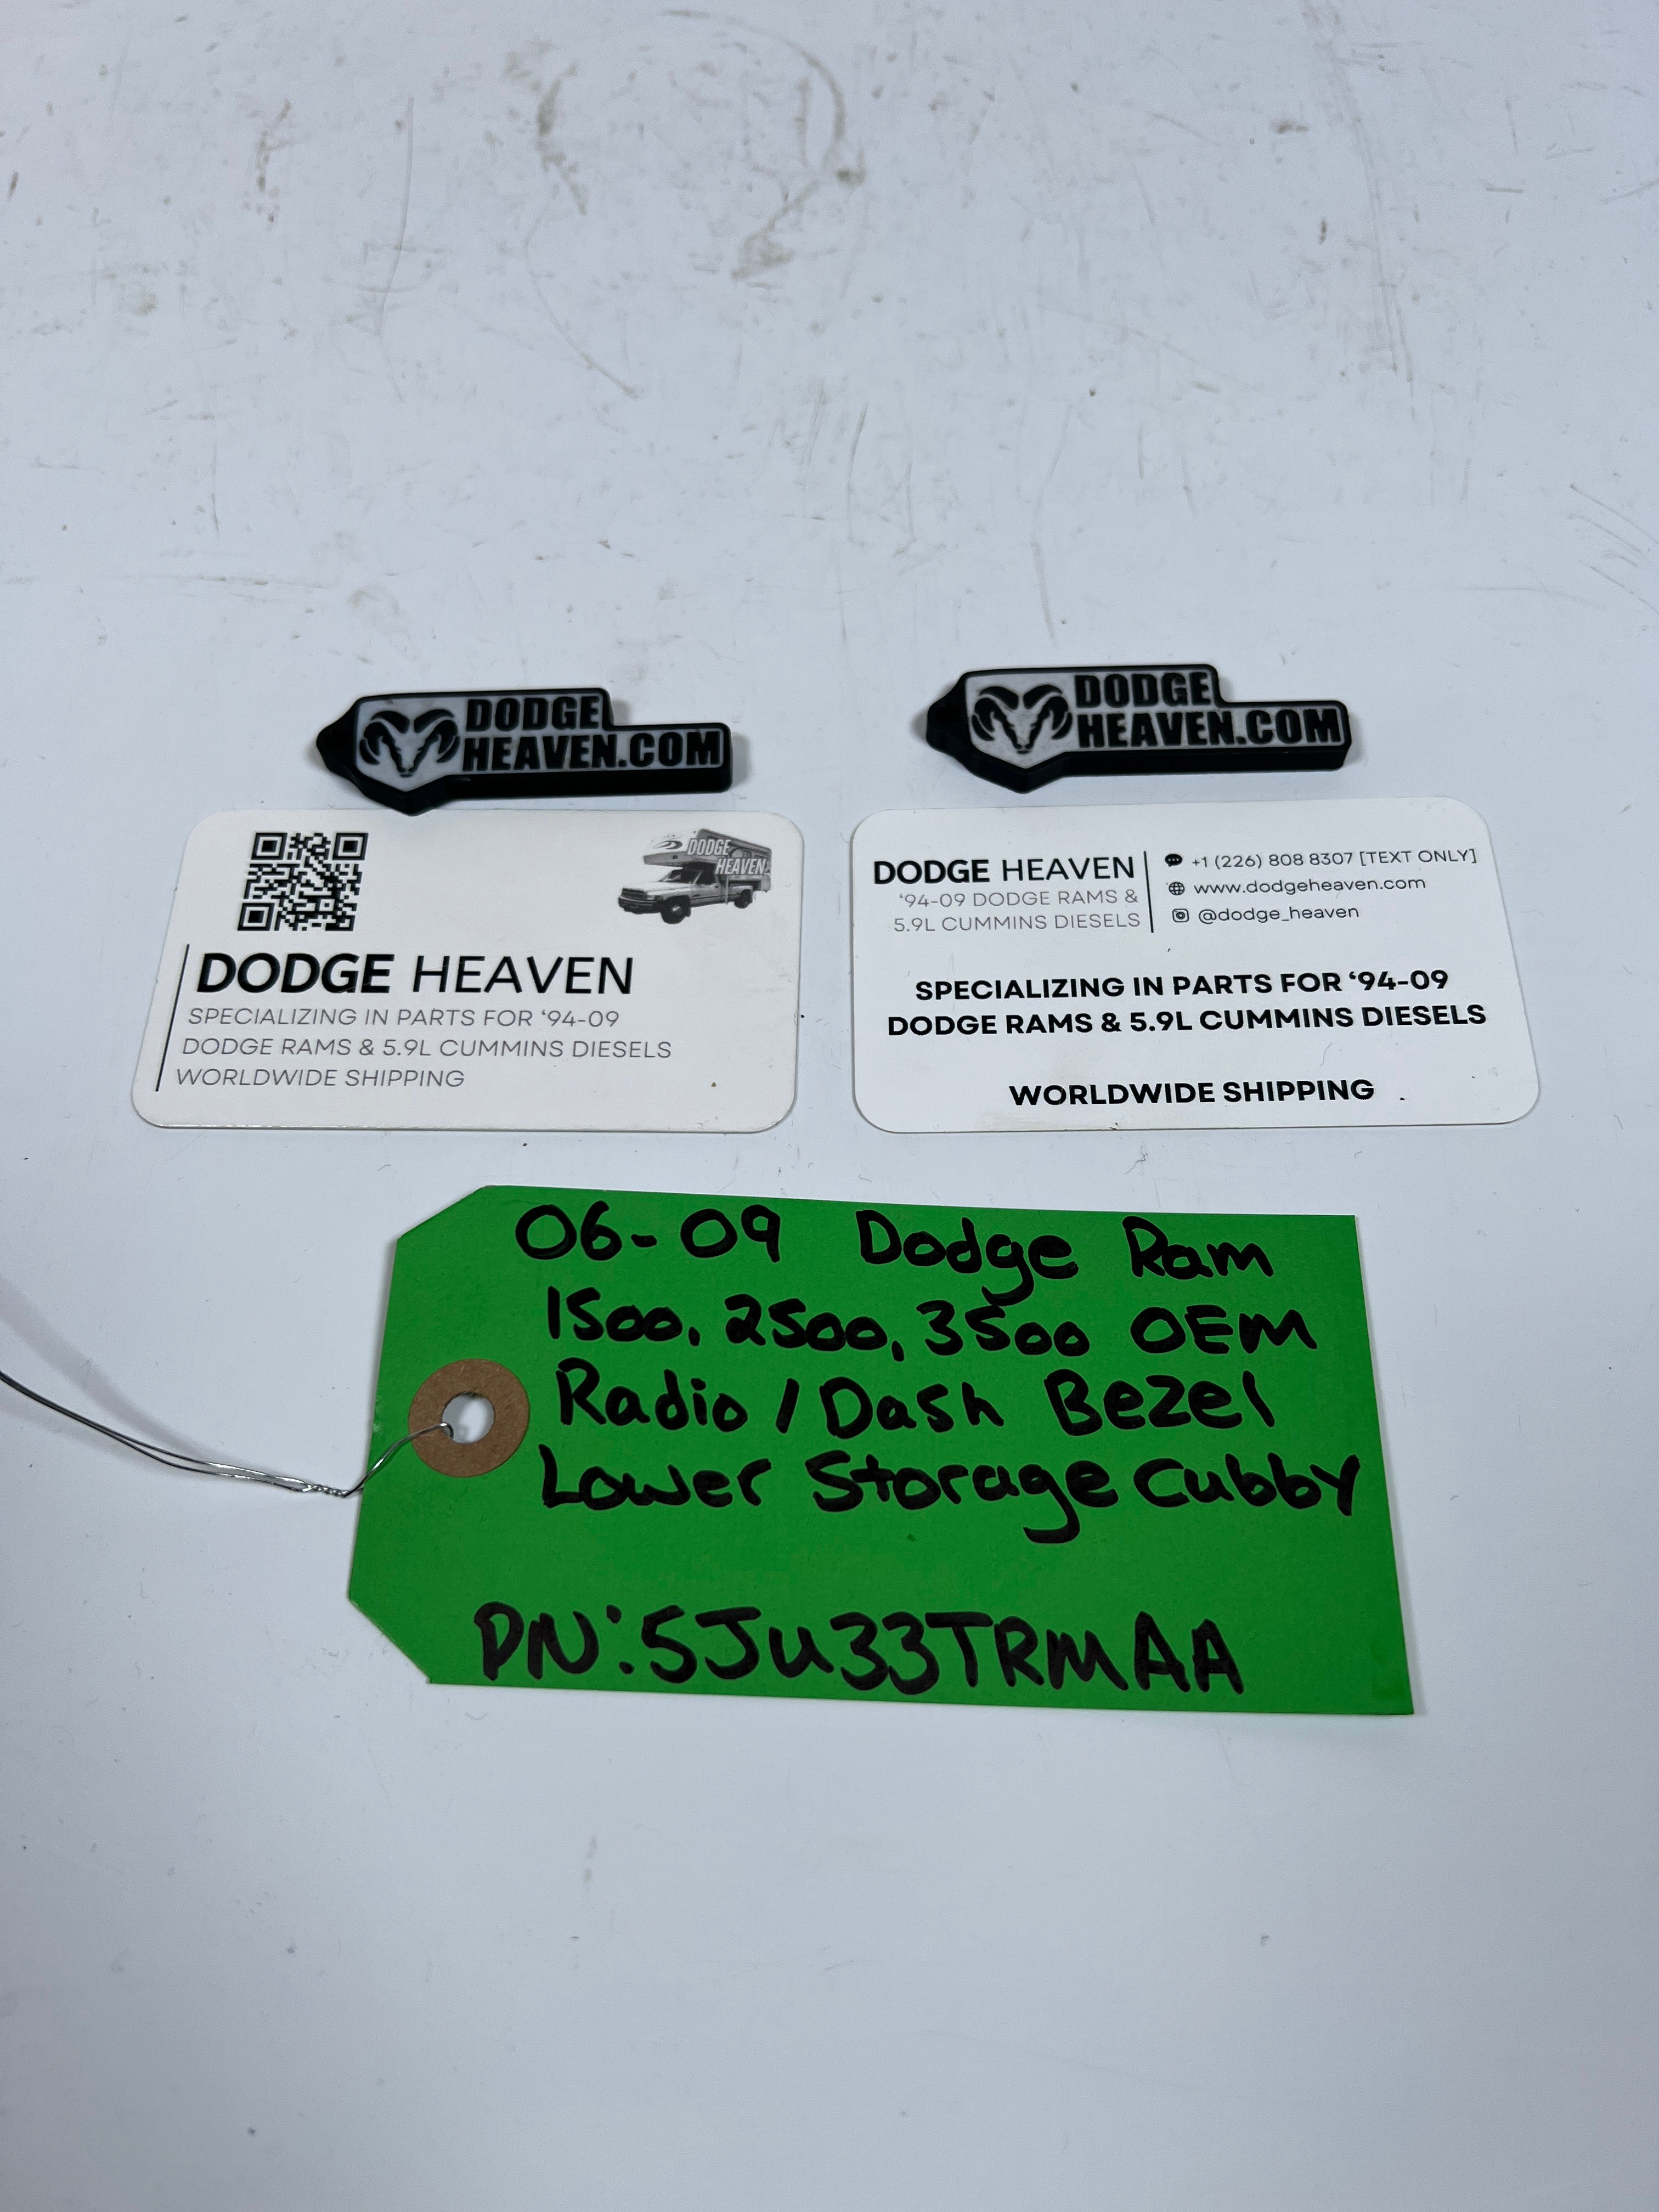 DODGE
HEAVEN.COM
DODGE
HEAVEN.COM
DODGE
HEAVEN
DODGE HEAVEN
SPECIALIZING IN PARTS FOR ‘94-09
DODGE RAMS & 5.9L CUMMINS DIESELS
WORLDWIDE SHIPPING
DODGE HEAVEN
‘94-09 DODGE RAMS &
5.9L CUMMINS DIESELS
+1 (226) 808 8307 [TEXT ONLY]
www.dodgeheaven.com
@dodge_heaven
SPECIALIZING IN PARTS FOR ‘94-09
DODGE RAMS & 5.9L CUMMINS DIESELS
WORLDWIDE SHIPPING
06-09 Dodge Ram
1500, 2500, 3500 OEM
Radio / Dash Bezel
Lower Storage Cubby
PN:5JU33TRMAA